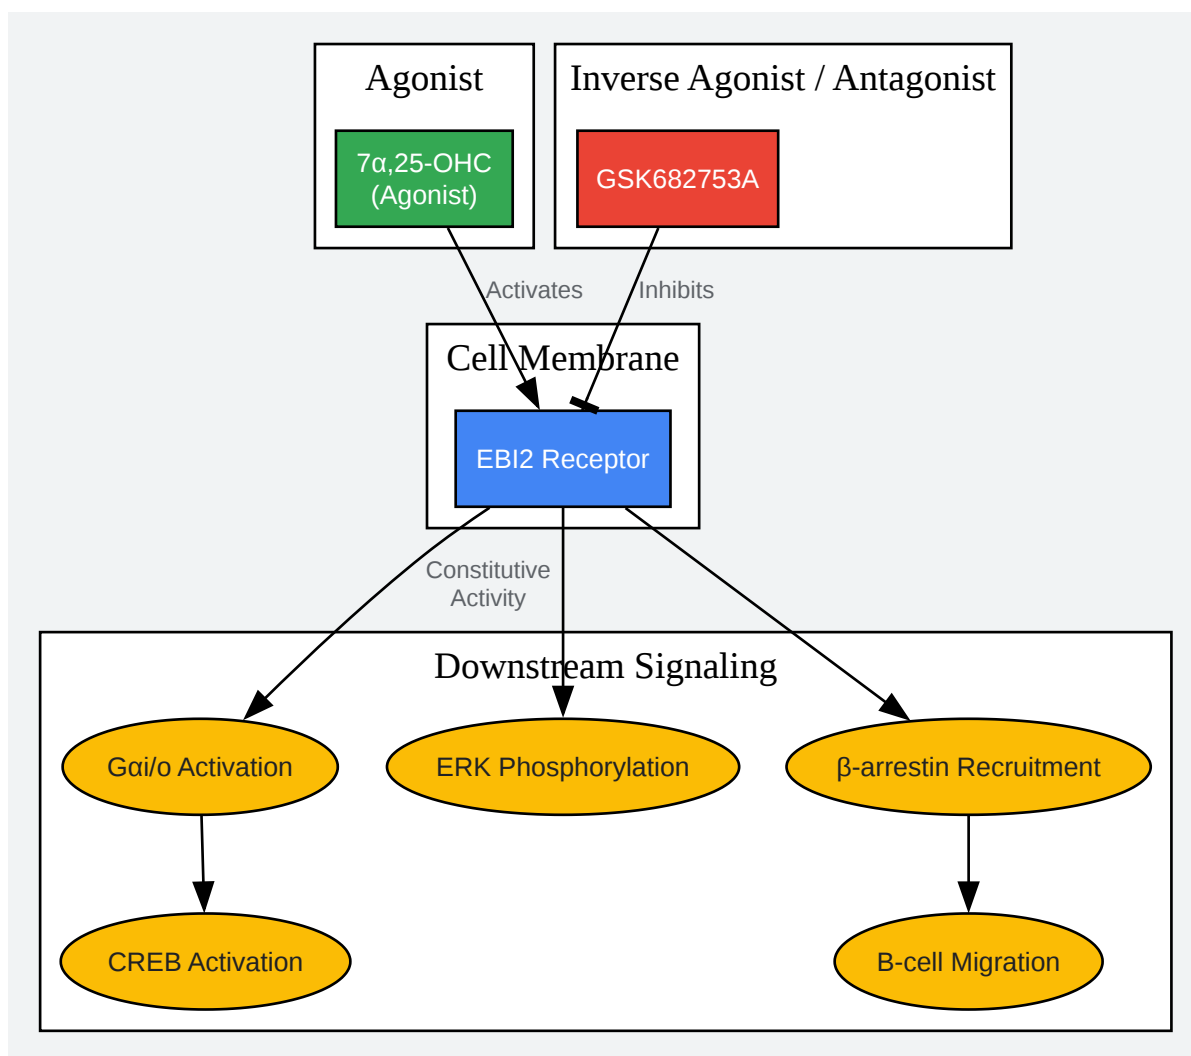 Agonist
Inverse Agonist / Antagonist
7α,25-OHC
(Agonist)
GSK682753A
Activates
Inhibits
Cell Membrane
EBI2 Receptor
Constitutive
Activity
Downstream Signaling
Gαi/o Activation
ERK Phosphorylation
β-arrestin Recruitment
CREB Activation
B-cell Migration